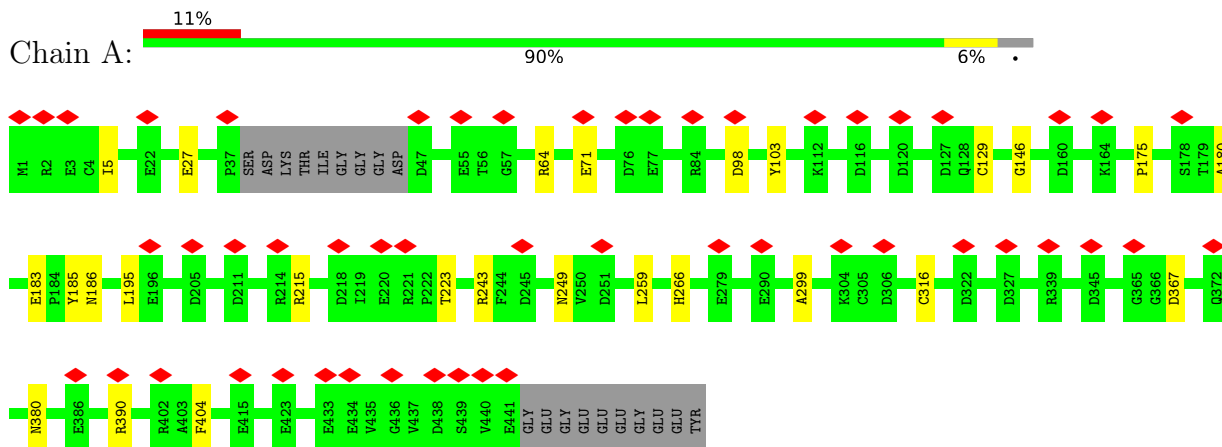 11%
Chain A:
90% 6% .
M1 R2 E3 C4 I5 E22 E27 P37 SER ASP LYS THR ILE GLY GLY GLY ASP D47 E55 T56 G57 R64 E71 D76 E77 R84 D98 Y103 K112 D116 D120 D127 Q128 C129 G146 D160 K164 P175 S178 T179 A180
E183 P184 Y185 N186 L195 E196 D205 D211 R214 R215 D218 I219 E220 R221 P222 T223 R243 F244 D245 N249 V250 D251 L259 H266 E279 E290 A299 K304 C305 D306 C316 D322 D327 R339 D345 G365 G366 D367 Q372
N380 E386 R390 R402 A403 F404 E415 E423 E433 E434 V435 G436 V437 D438 S439 V440 E441 GLY GLU GLY GLU GLU GLU GLY GLU GLU TYR